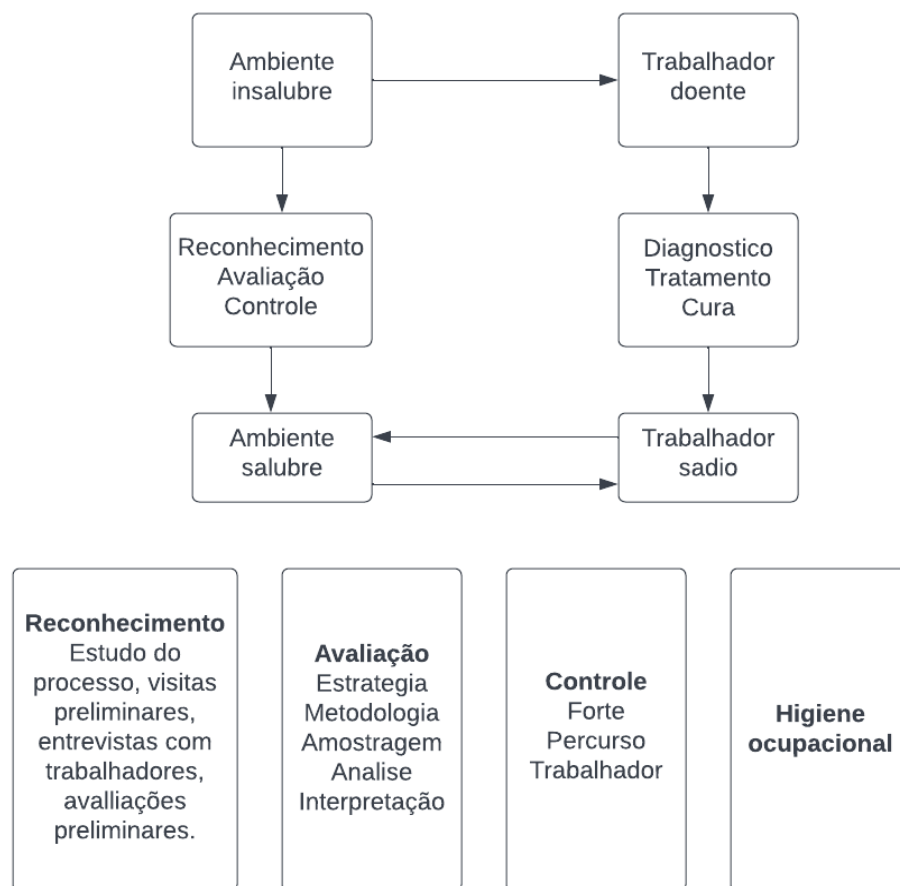 Ambiente
insalubre
Trabalhador
doente
Reconhecimento
Avaliação
Controle
Diagnostico
Tratamento
Cura
Ambiente
salubre
Trabalhador
sadio
Reconhecimento
Estudo do
processo, visitas
preliminares,
entrevistas com
trabalhadores,
avalliações
preliminares.
Avaliação
Estrategia
Metodologia
Amostragem
Analise
Interpretação
Controle
Forte
Percurso
Trabalhador
Higiene
ocupacional